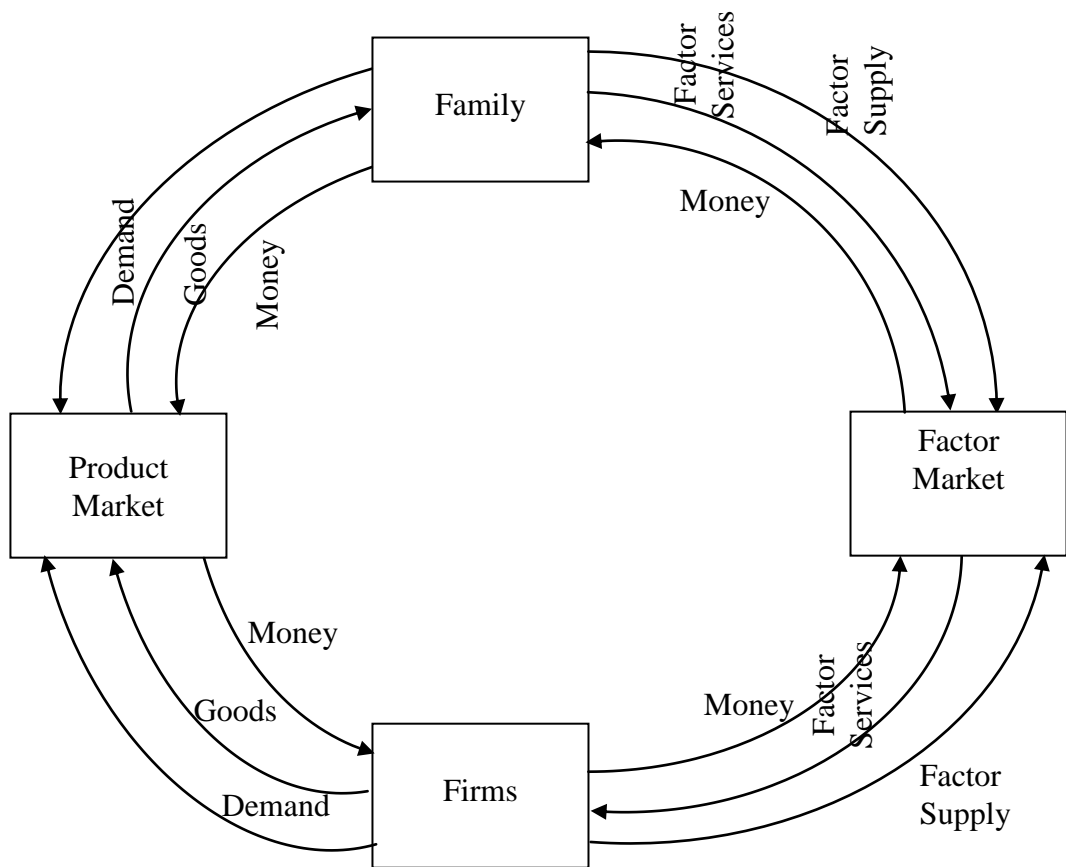 Family
Factor
Services
Factor
Supply
Money
Demand
Goods
Money
Product
Market
Factor
Market
Money
Goods
Demand
Firms
Money
Factor
Services
Factor
Supply